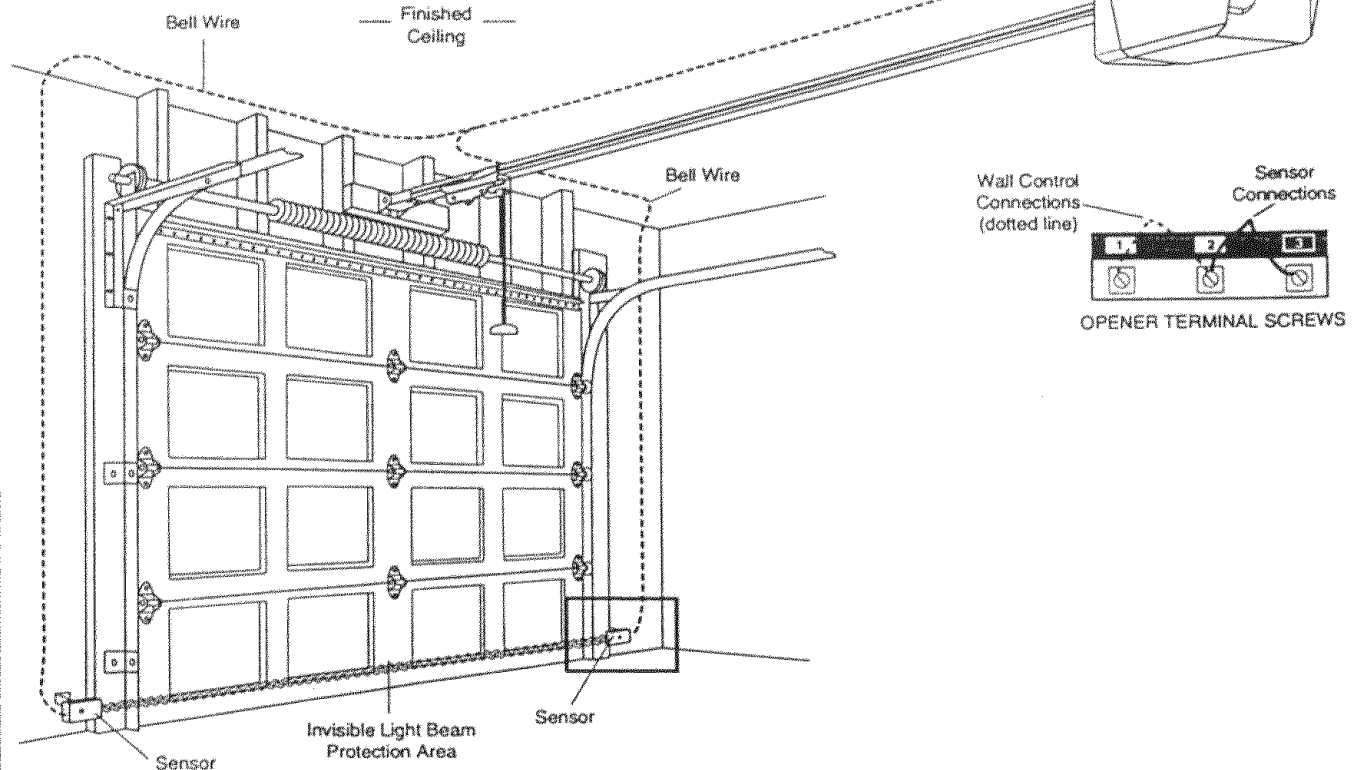 Bell Wire
Finished
Ceiling
Bell Wire
Wall Control
Connections
(dotted line)
Sensor
Connections
1 2 3
OPENER TERMINAL SCREWS
Invisible Light Beam
Protection Area
Sensor
Sensor